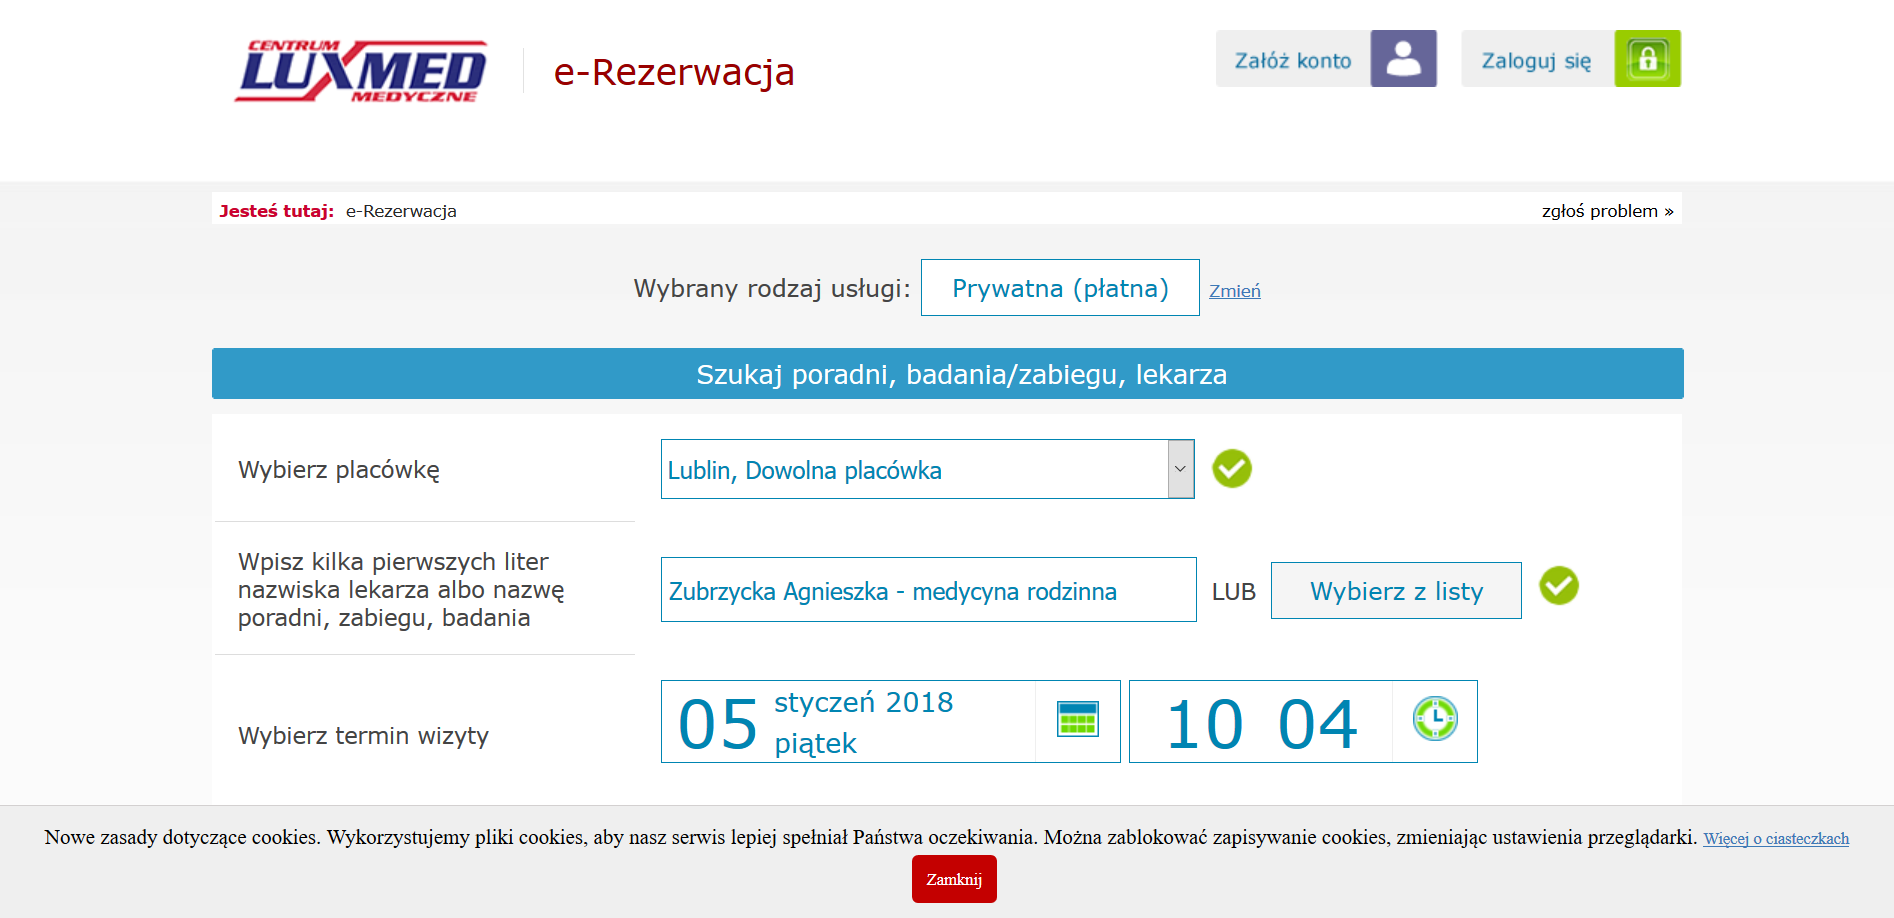 CENTRUM
LUXMED
MEDYCZNE
e-Rezerwacja
Załóż konto
Zaloguj się
Jesteś tutaj: e-Rezerwacja
zgłoś problem »
Wybrany rodzaj usługi: Prywatna (płatna) Zmień
Szukaj poradni, badania/zabiegu, lekarza
Wybierz placówkę
Lublin, Dowolna placówka
Wpisz kilka pierwszych liter
nazwiska lekarza albo nazwę
poradni, zabiegu, badania
Zubrzycka Agnieszka - medycyna rodzinna
LUB
Wybierz z listy
Wybierz termin wizyty
05
styczeń 2018
piątek
10 04
Nowe zasady dotyczące cookies. Wykorzystujemy pliki cookies, aby nasz serwis lepiej spełniał Państwa oczekiwania. Można zablokować zapisywanie cookies, zmieniając ustawienia przeglądarki. Więcej o ciasteczkach
Zamknij